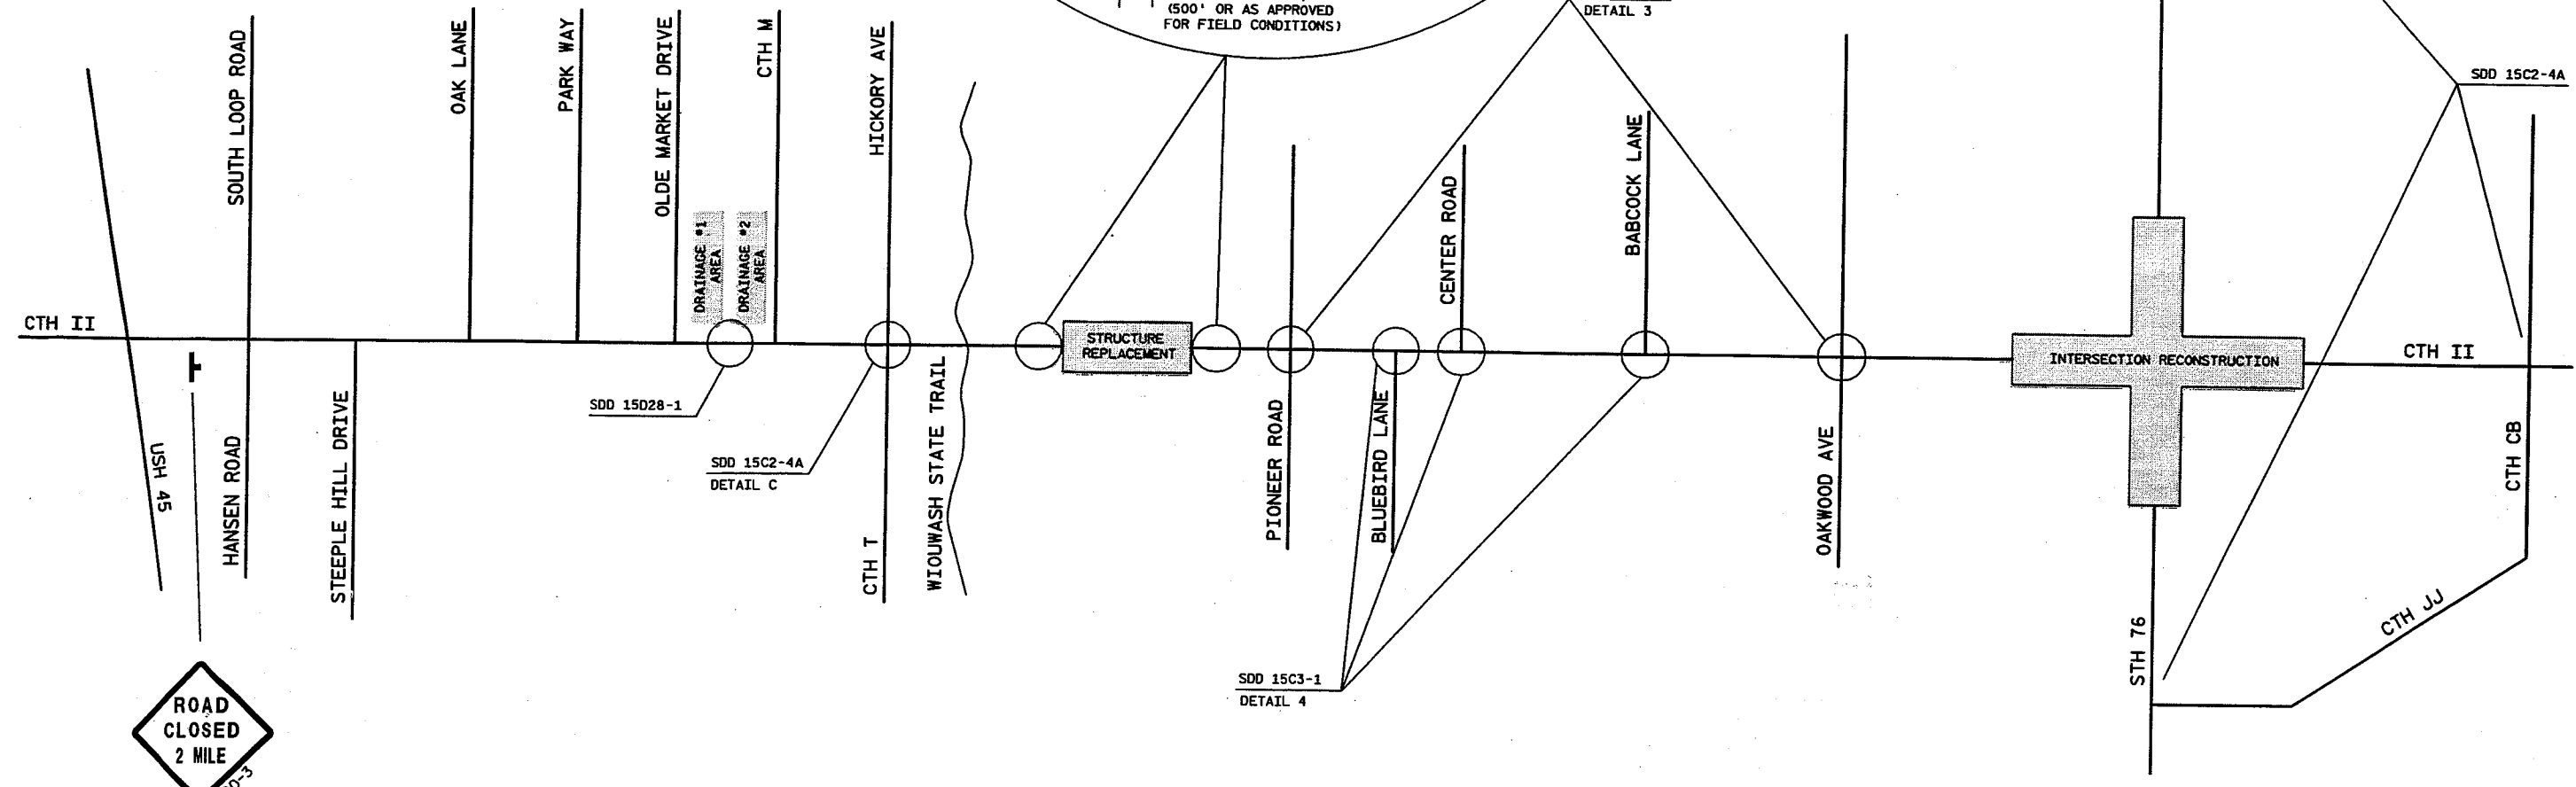 (500' OR AS APPROVED
FOR FIELD CONDITIONS)
DETAIL 3
SDD 15C2-4A
SOUTH LOOP ROAD
OAK LANE
PARK WAY
OLDE MARKET DRIVE
CTH M
HICKORY AVE
DRAINAGE #1
AREA
DRAINAGE #2
AREA
CENTER ROAD
BABCOCK LANE
CTH II
STRUCTURE
REPLACEMENT
INTERSECTION RECONSTRUCTION
CTH II
USH 45
HANSEN ROAD
STEEPLE HILL DRIVE
SDD 15D28-1
SDD 15C2-4A
DETAIL C
CTH T
WIOUWASH STATE TRAIL
PIONEER ROAD
BLUEBIRD LANE
OAKWOOD AVE
CTH CB
CTH JJ
STH 76
SDD 15C3-1
DETAIL 4
ROAD
CLOSED
2 MILE